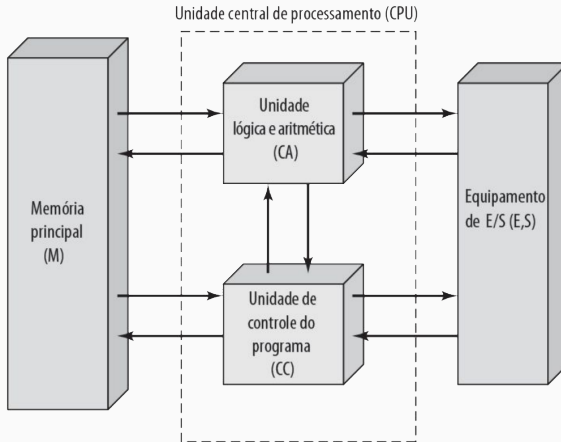 Unidade central de processamento (CPU)
Memória
principal
(M)
Unidade
lógica e aritmética
(CA)
Unidade de
controle do
programa
(CC)
Equipamento
de E/S (E,S)